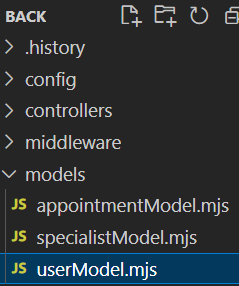 BACK
.history
config
controllers
middleware
models
JS appointmentModel.mjs
JS specialistModel.mjs
JS userModel.mjs